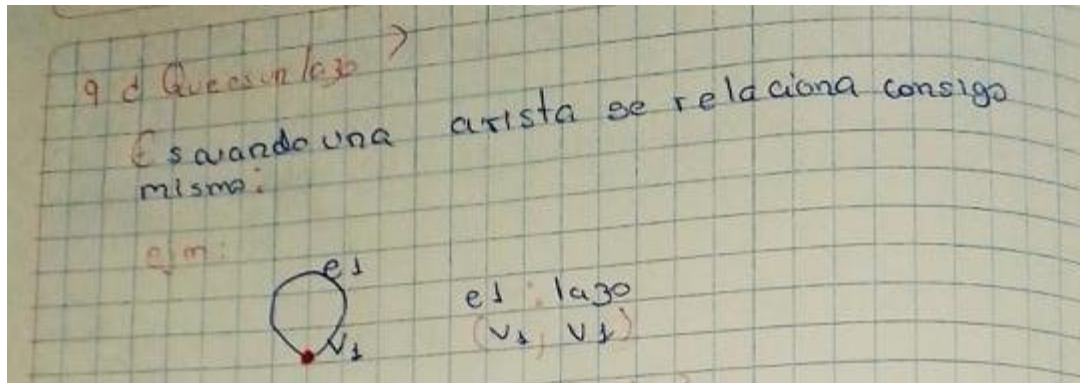 9 ¿ Que es un lazo ?
Es cuando una arista se relaciona consigo
mismo:
ejm:
e1
v1
e1 : lazo
(v1, v1)